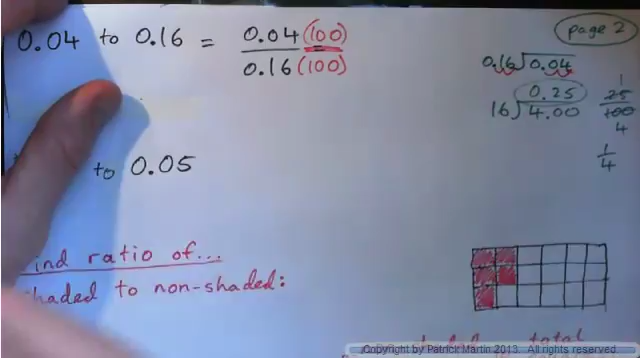 page 2
0.04 to 0.16 = 0.04(100)
0.16(100)
0.16 0.04
0.25
16 4.00
1
25
100
4
1
4
to 0.05
ind ratio of...
haded to non-shaded:
total
Copyright by Patrick Martin 2013. All rights reserved